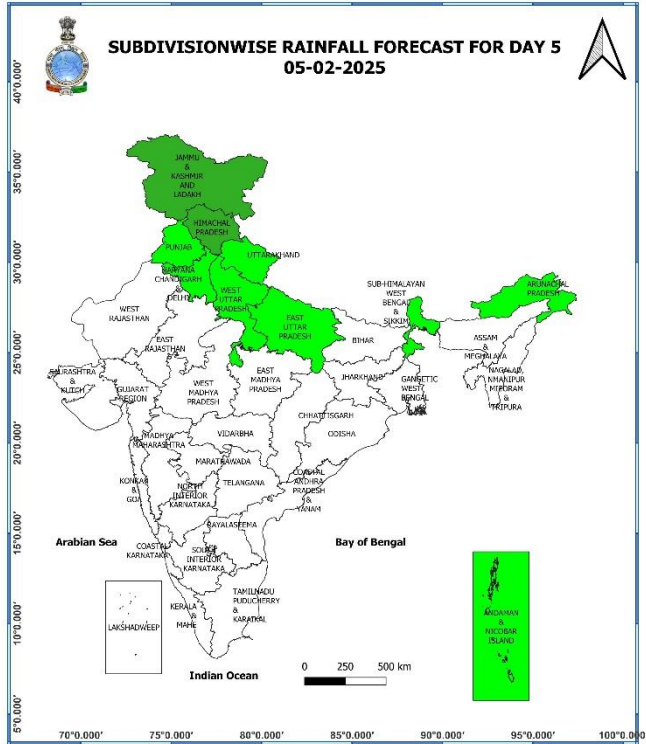 SUBDIVISIONWISE RAINFALL FORECAST FOR DAY 5
05-02-2025
40°0.000'
35°0.000'
30°0.000'
25°0.000'
20°0.000'
15°0.000'
10°0.000'
5°0.000'
JAMMU
&
KASHMIR
AND
LADAKH
HIMACHAL
PRADESH
PUNJAB
UTTARAKHAND
HARYANA
CHANDIGARH
&
DELHI
WEST
UTTAR
PRADESH
EAST
UTTAR
PRADESH
WEST
RAJASTHAN
EAST
RAJASTHAN
SUB-HIMALAYAN
WEST
BENGAL
&
SIKKIM
ARUNACHAL
PRADESH
ASSAM
&
MEGHALAYA
NAGALAD,
NMANIPUR
MIZORAM
&
TRIPURA
BIHAR
JHARKHAND
GANGETIC
WEST
BENGAL
SAURASHTRA
&
KUTCH
GUJARAT
REGION
WEST
MADHYA
PRADESH
EAST
MADHYA
PRADESH
CHHATISGARH
ODISHA
VIDARBHA
MADHYA
MAHARASHTRA
MARATHAWADA
TELANGANA
KONKAN
&
GOA
NORTH
INTERIOR
KARNATAKA
COASTAL
ANDHRA
PRADESH
&
YANAM
RAYALASEEMA
COASTAL
KARNATAKA
SOUTH
INTERIOR
KARNATAKA
TAMILNADU
PUDUCHERRY
&
KARAIKAL
KERALA
&
MAHE
LAKSHADWEEP
ANDAMAN
&
NICOBAR
ISLAND
Arabian Sea
Bay of Bengal
Indian Ocean
0 250 500 km
70°0.000' 75°0.000' 80°0.000' 85°0.000' 90°0.000' 95°0.000' 100°0.000'